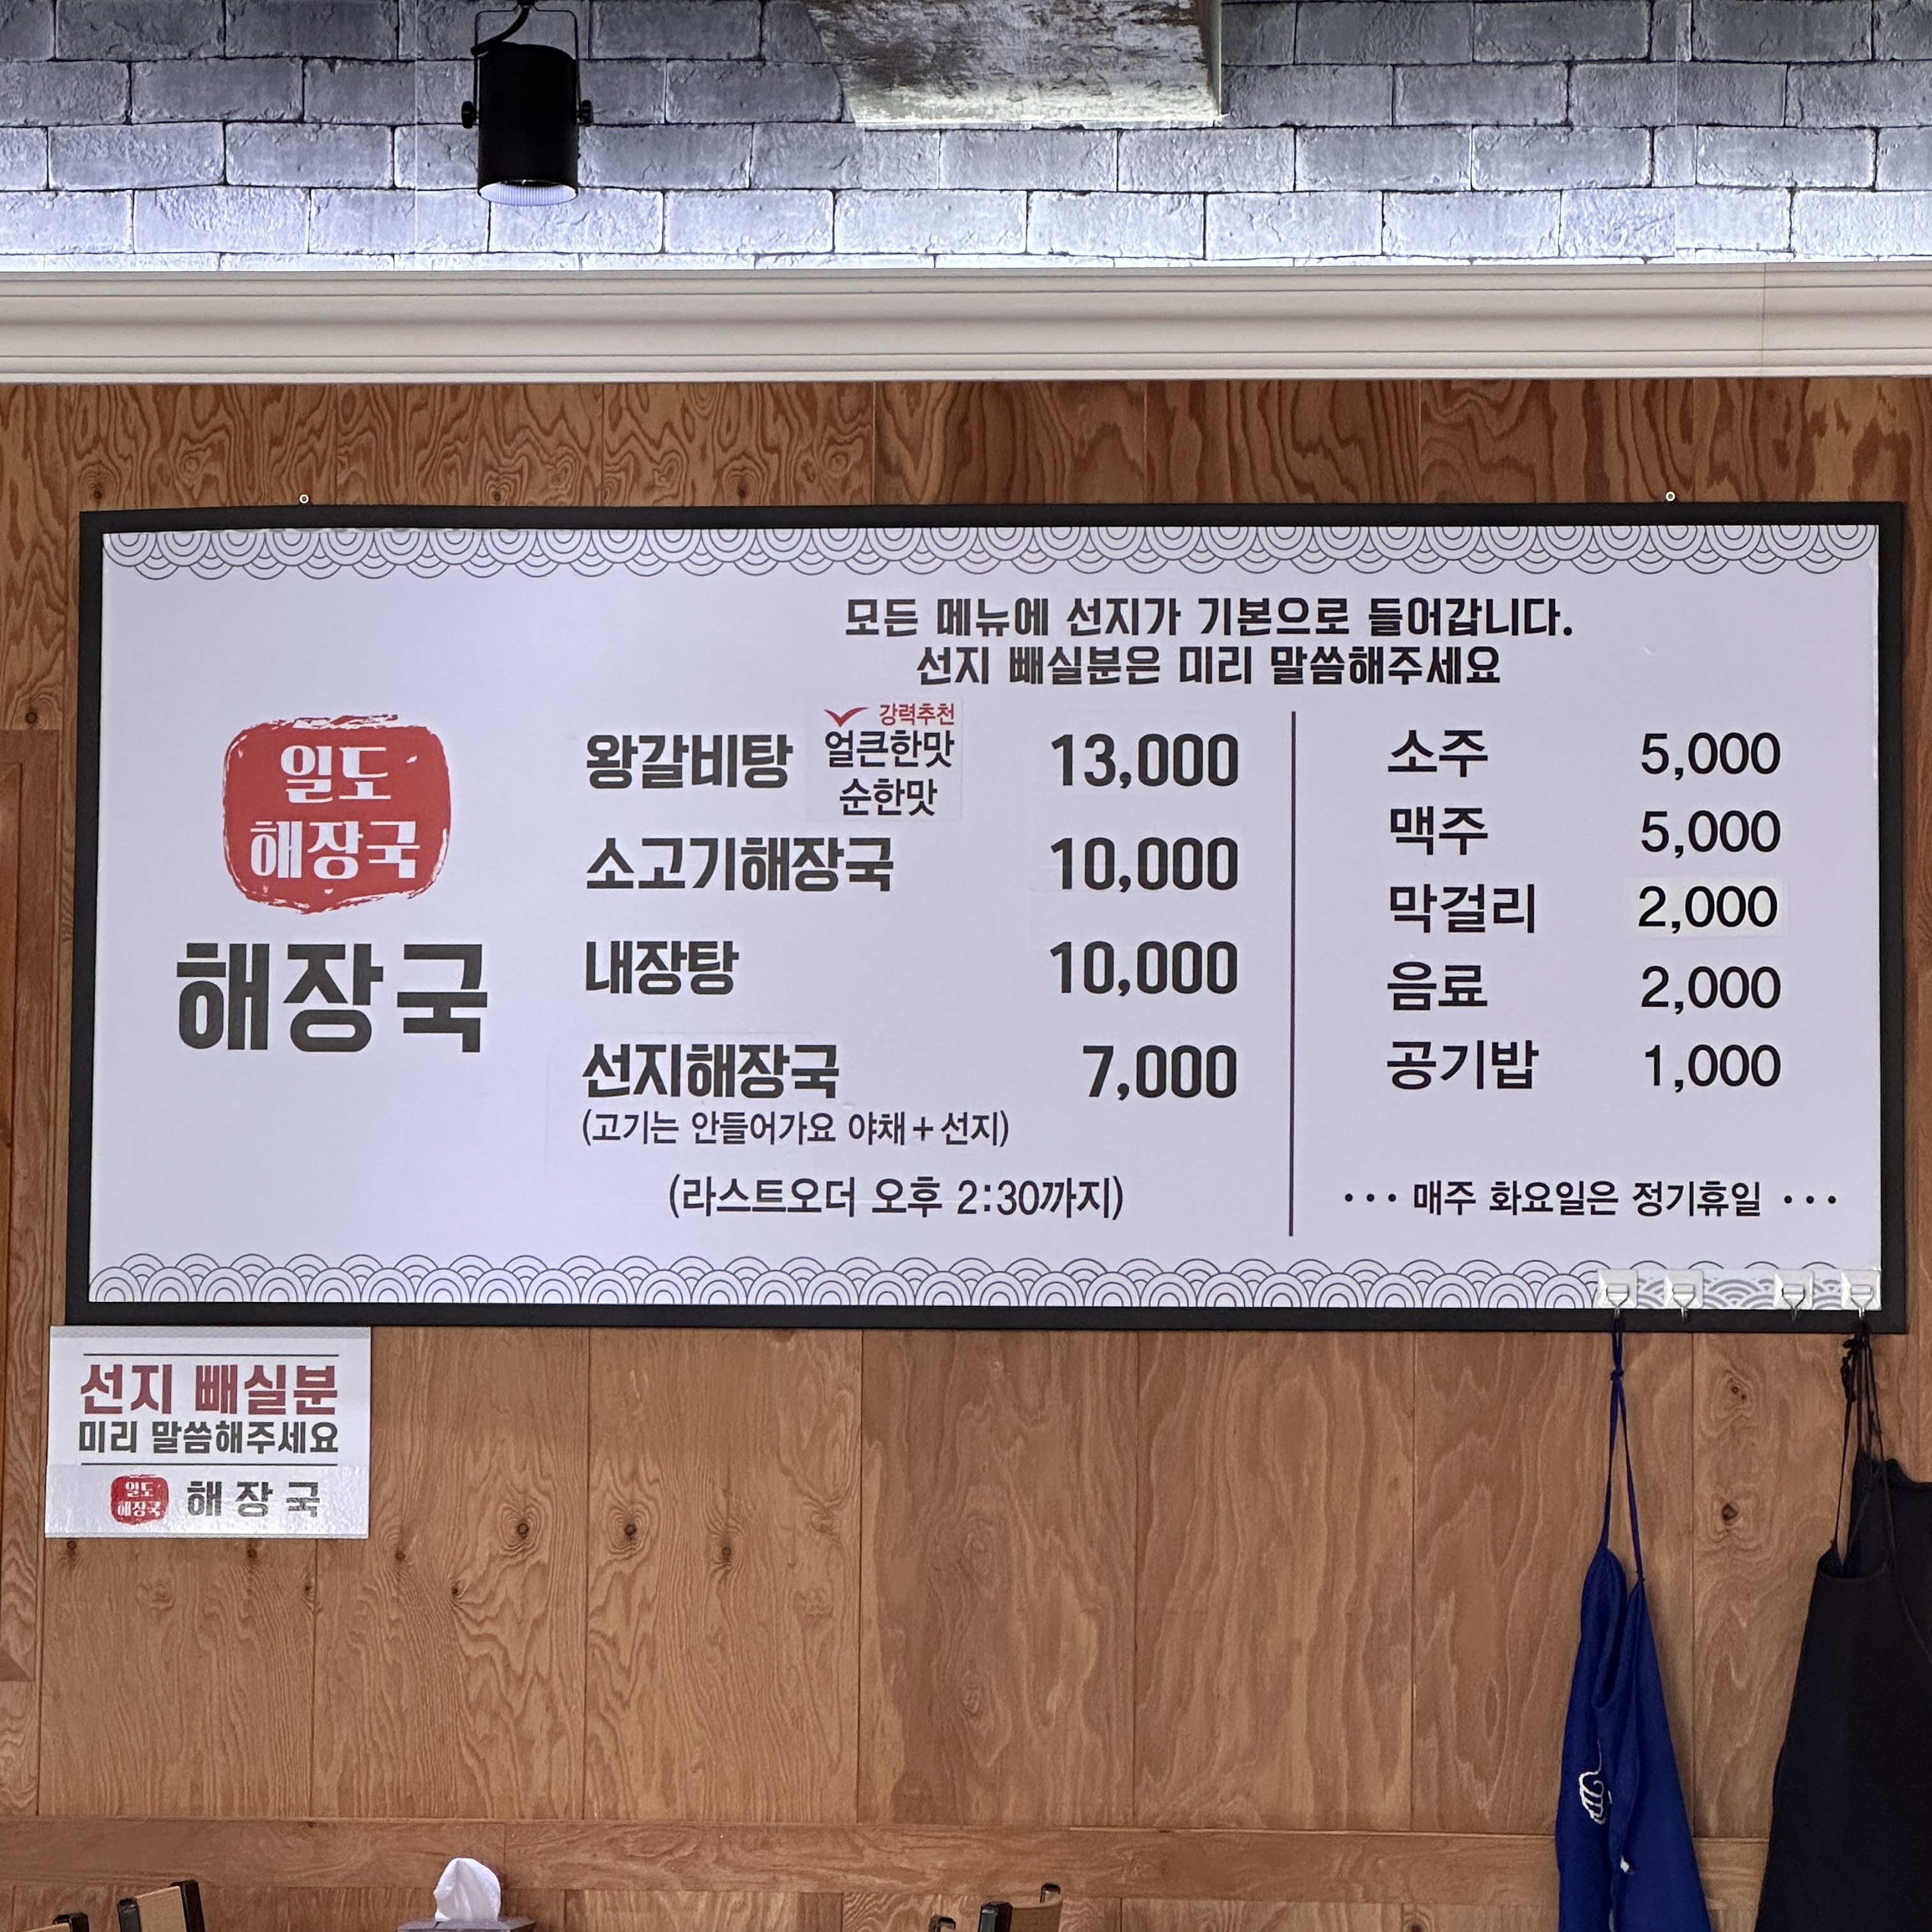 모든 메뉴에 선지가 기본으로 들어갑니다.
선지 빼실분은 미리 말씀해주세요
일도
해장국
해장국
왕갈비탕 13,000
강력추천
얼큰한맛
순한맛
소고기해장국 10,000
내장탕 10,000
선지해장국 7,000
(고기는 안들어가요 야채+선지)
(라스트오더 오후 2:30까지)
소주 5,000
맥주 5,000
막걸리 2,000
음료 2,000
공기밥 1,000
··· 매주 화요일은 정기휴일 ···
선지 빼실분
미리 말씀해주세요
일도
해장국
해장국